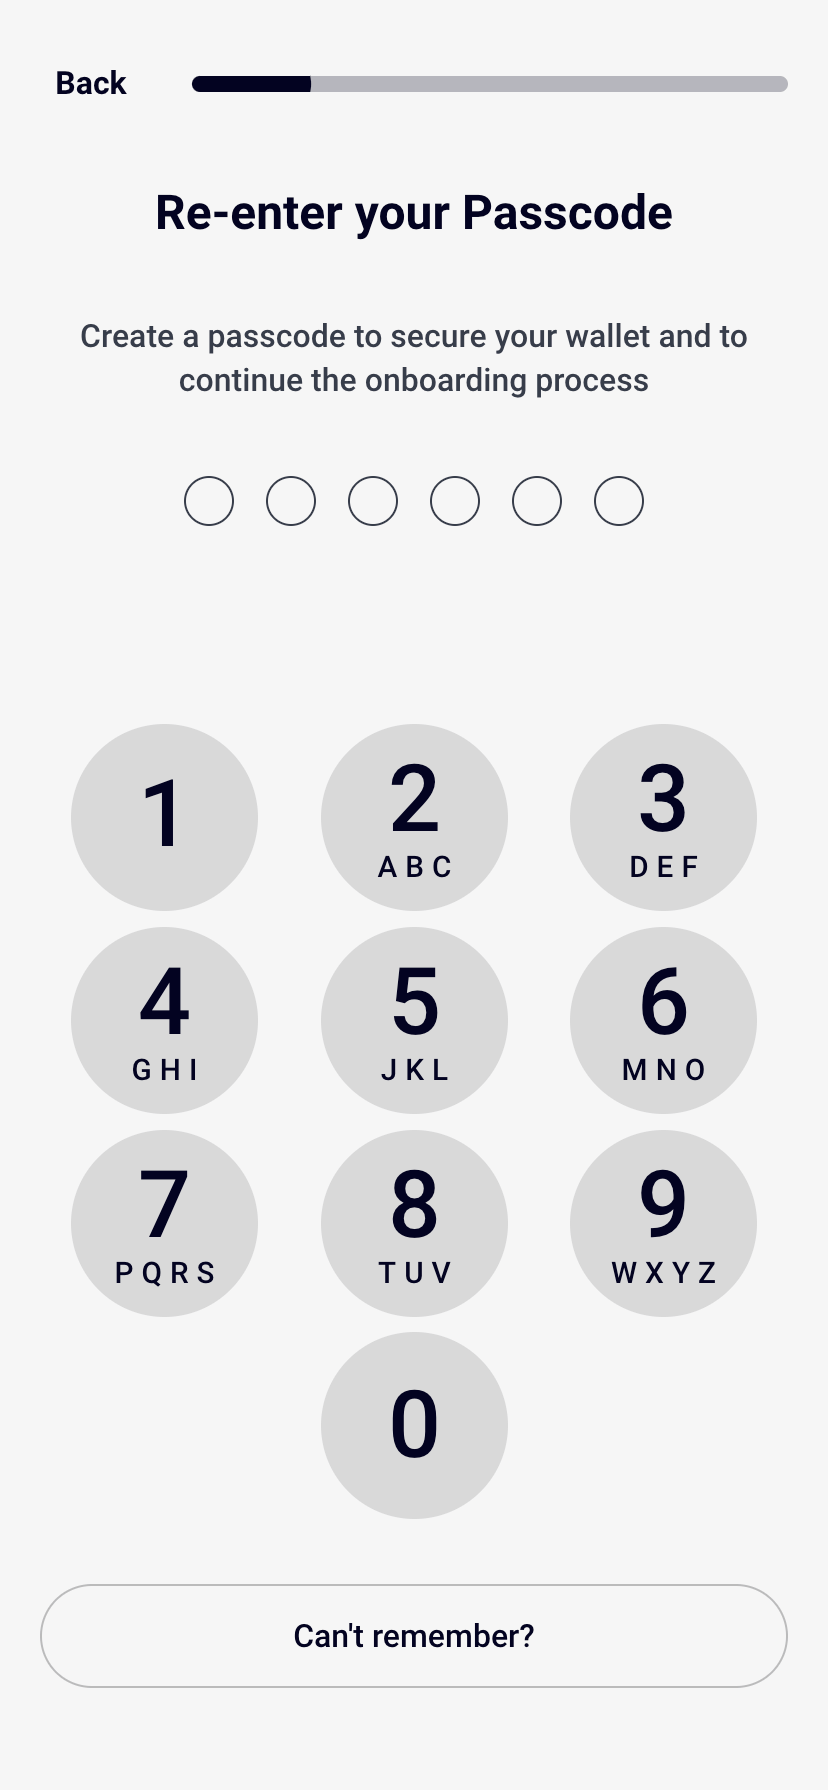 Back
Re-enter your Passcode
Create a passcode to secure your wallet and to
continue the onboarding process
1
2
ABC
3
DEF
4
GHI
5
JKL
6
MNO
7
PQRS
8
TUV
9
WXYZ
0
Can't remember?